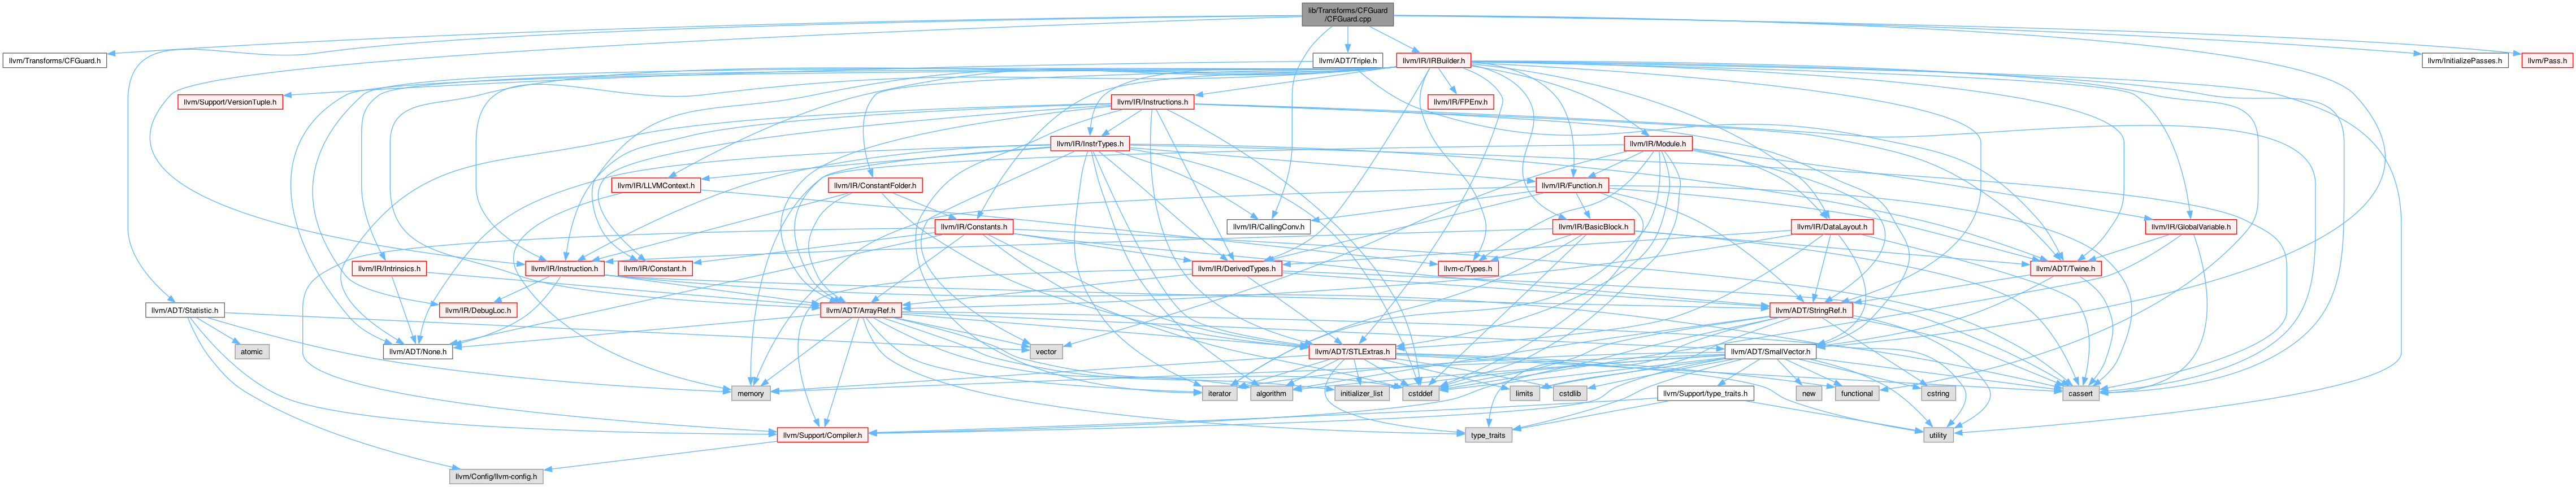 lib/Transforms/CFGuard
/CFGuard.cpp
llvm/Transforms/CFGuard.h
llvm/ADT/Triple.h
llvm/IR/IRBuilder.h
llvm/InitializePasses.h
llvm/Pass.h
llvm/Support/VersionTuple.h
llvm/IR/Instructions.h
llvm/IR/FPEnv.h
llvm/IR/InstrTypes.h
llvm/IR/Module.h
llvm/IR/LLVMContext.h
llvm/IR/ConstantFolder.h
llvm/IR/Function.h
llvm/IR/Constants.h
llvm/IR/CallingConv.h
llvm/IR/BasicBlock.h
llvm/IR/DataLayout.h
llvm/IR/GlobalVariable.h
llvm/IR/Intrinsics.h
llvm/IR/Instruction.h
llvm/IR/Constant.h
llvm/IR/DerivedTypes.h
llvm-c/Types.h
llvm/ADT/Twine.h
llvm/ADT/Statistic.h
llvm/IR/DebugLoc.h
llvm/ADT/ArrayRef.h
llvm/ADT/StringRef.h
atomic
llvm/ADT/None.h
vector
llvm/ADT/STLExtras.h
llvm/ADT/SmallVector.h
memory
iterator
algorithm
initializer_list
cstddef
limits
cstdlib
llvm/Support/type_traits.h
new
functional
cstring
cassert
llvm/Support/Compiler.h
type_traits
utility
llvm/Config/llvm-config.h